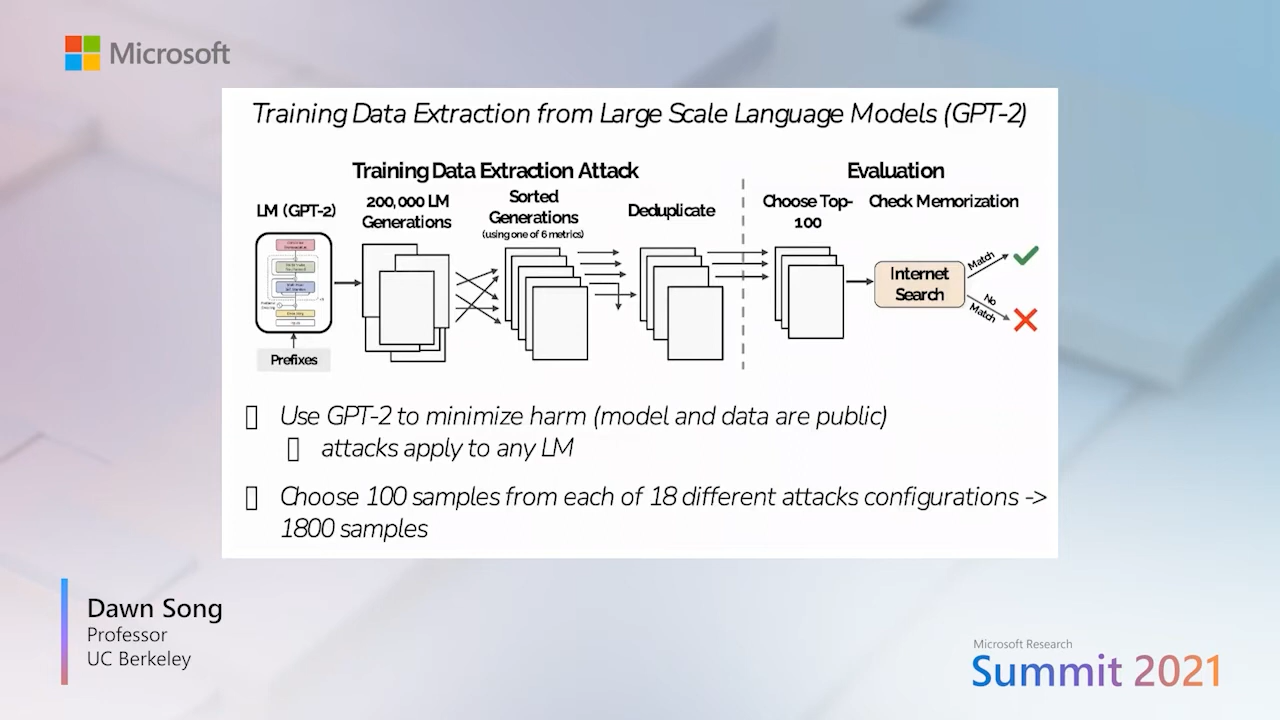 Microsoft
Training Data Extraction from Large Scale Language Models (GPT-2)
Training Data Extraction Attack
Evaluation
LM (GPT-2)
200,000 LM
Generations
Sorted
Generations
(using one of 6 metrics)
Deduplicate
Choose Top-
100
Check Memorization
Prefixes
Internet
Search
Match
No
Match
Use GPT-2 to minimize harm (model and data are public)
attacks apply to any LM
Choose 100 samples from each of 18 different attacks configurations ->
1800 samples
Dawn Song
Professor
UC Berkeley
Microsoft Research
Summit 2021